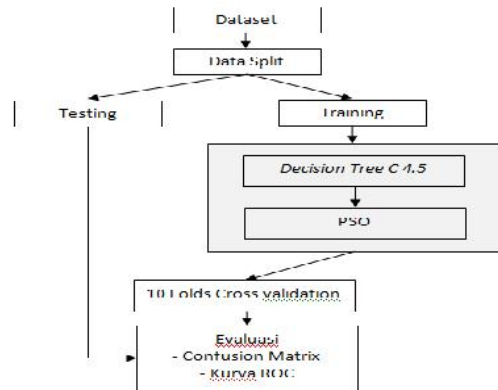 Dataset
Data Split
Testing
Training
Decision Tree C 4.5
PSO
10 Folds Cross validation
Evaluasi
- Confusion Matrix
- Kurva ROC